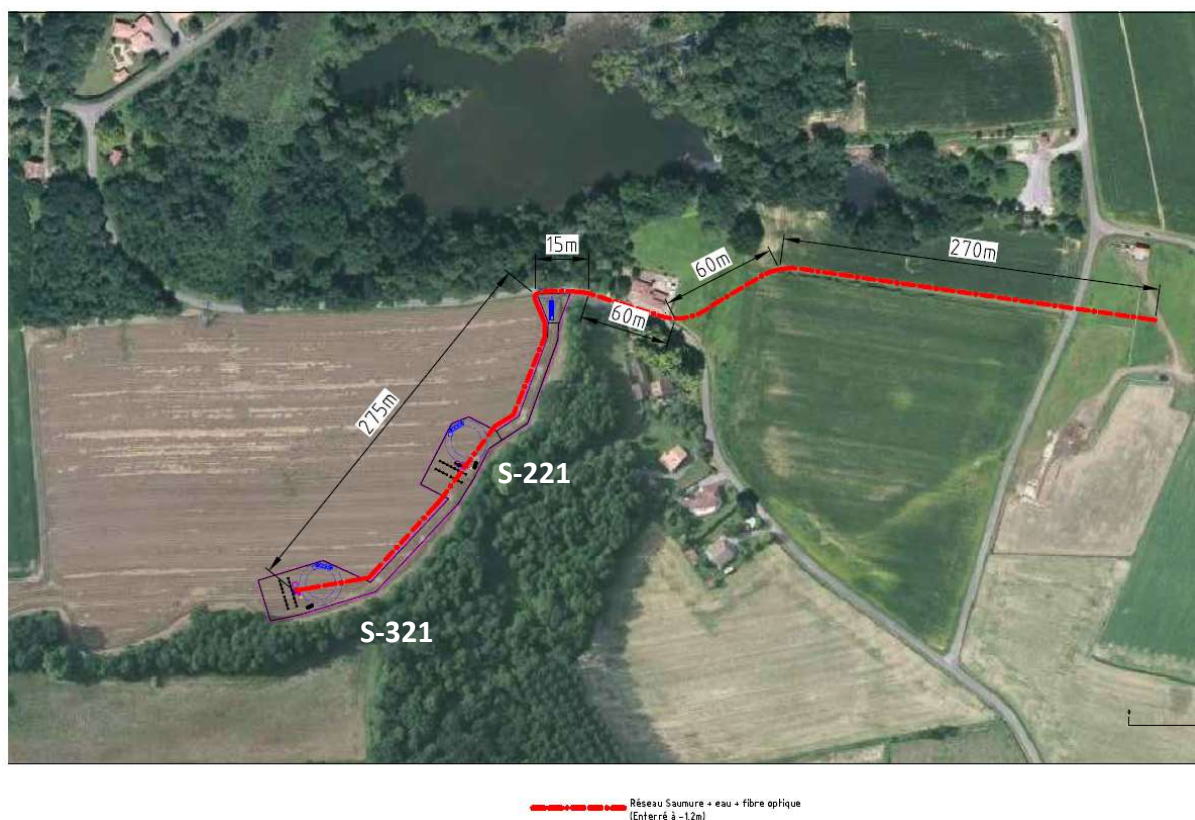 15m
60m
270m
60m
275m
S-221
S-321
Réseau Saumure + eau + fibre optique
(Enterré à -1.2m)